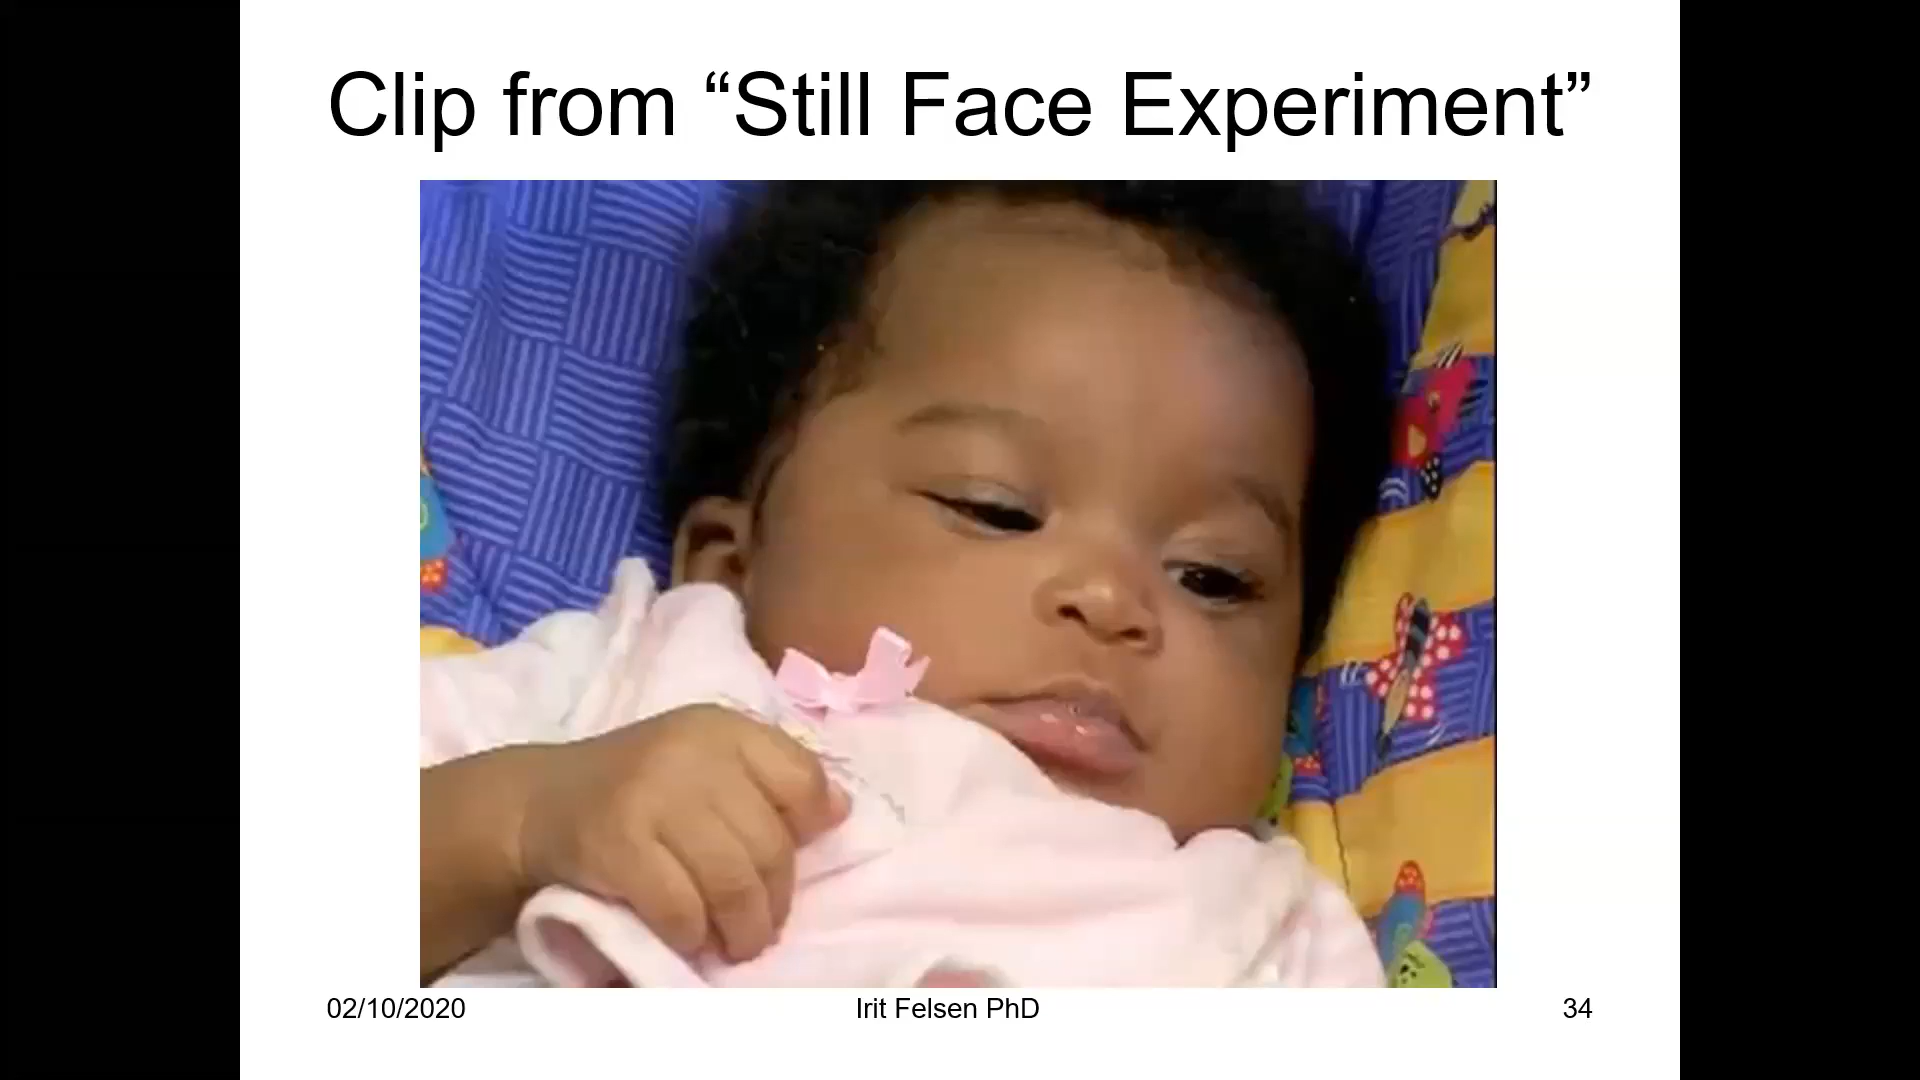 Clip from “Still Face Experiment”
02/10/2020
Irit Felsen PhD
34